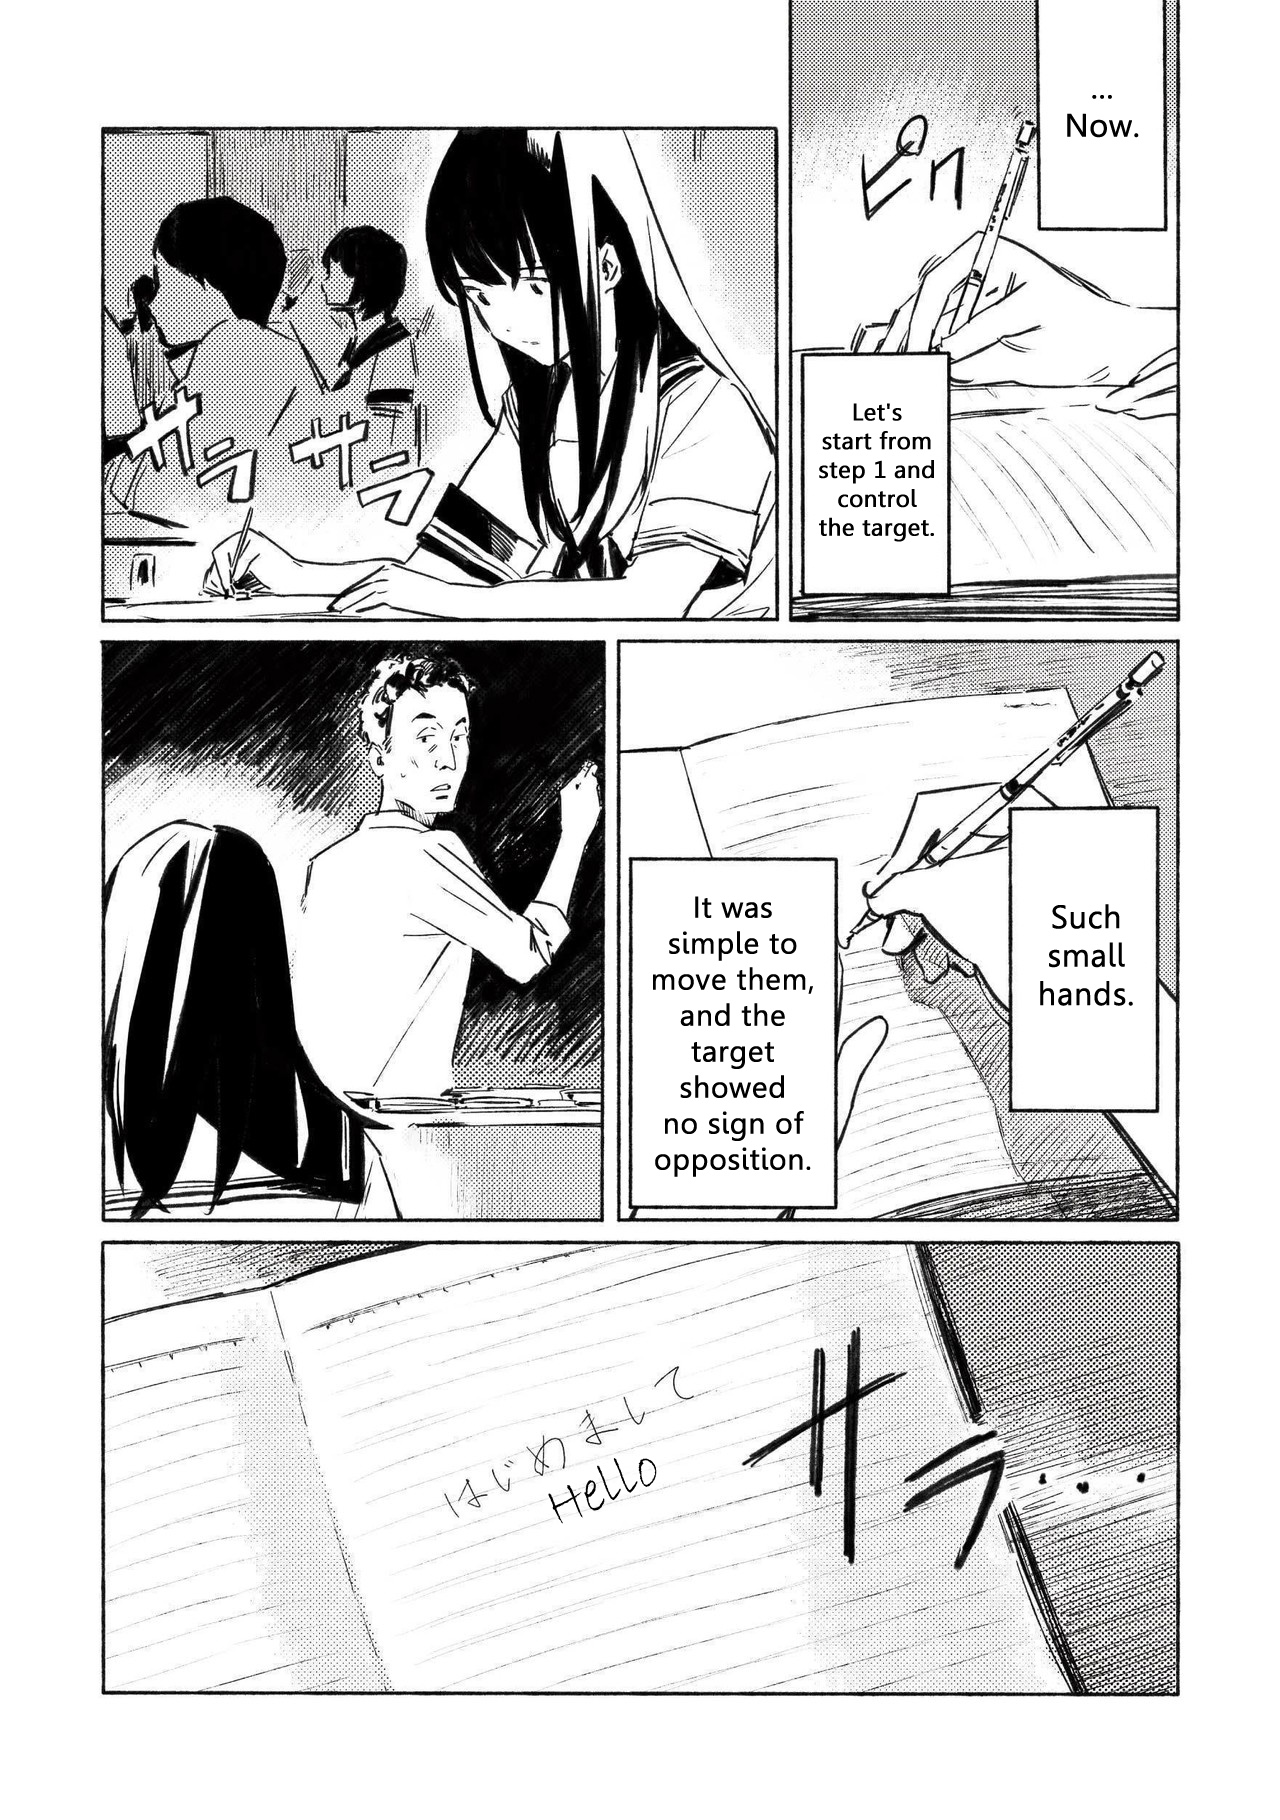 ...
Now.
ピク
Let's
start from
step 1 and
control
the target.
サラ
サラ
Such
small
hands.
It was
simple to
move them,
and the
target
showed
no sign of
opposition.
はじめまして
Hello
サラ...